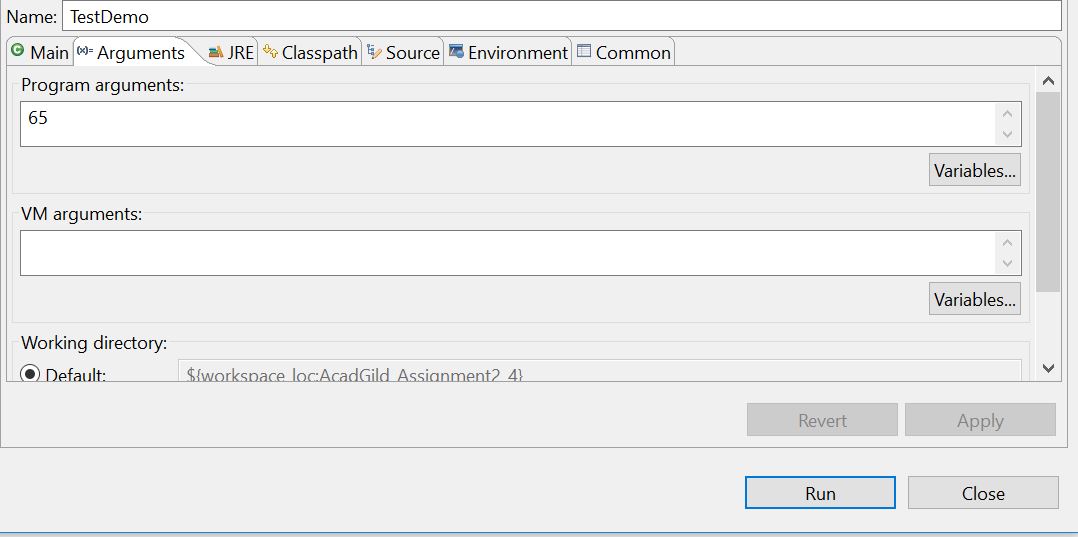 Name: TestDemo
Main (x)= Arguments JRE Classpath Source Environment Common
Program arguments:
65
Variables...
VM arguments:
Variables...
Working directory:
Default: ${workspace_loc:AcadGild_Assignment2_4}
Revert Apply
Run Close